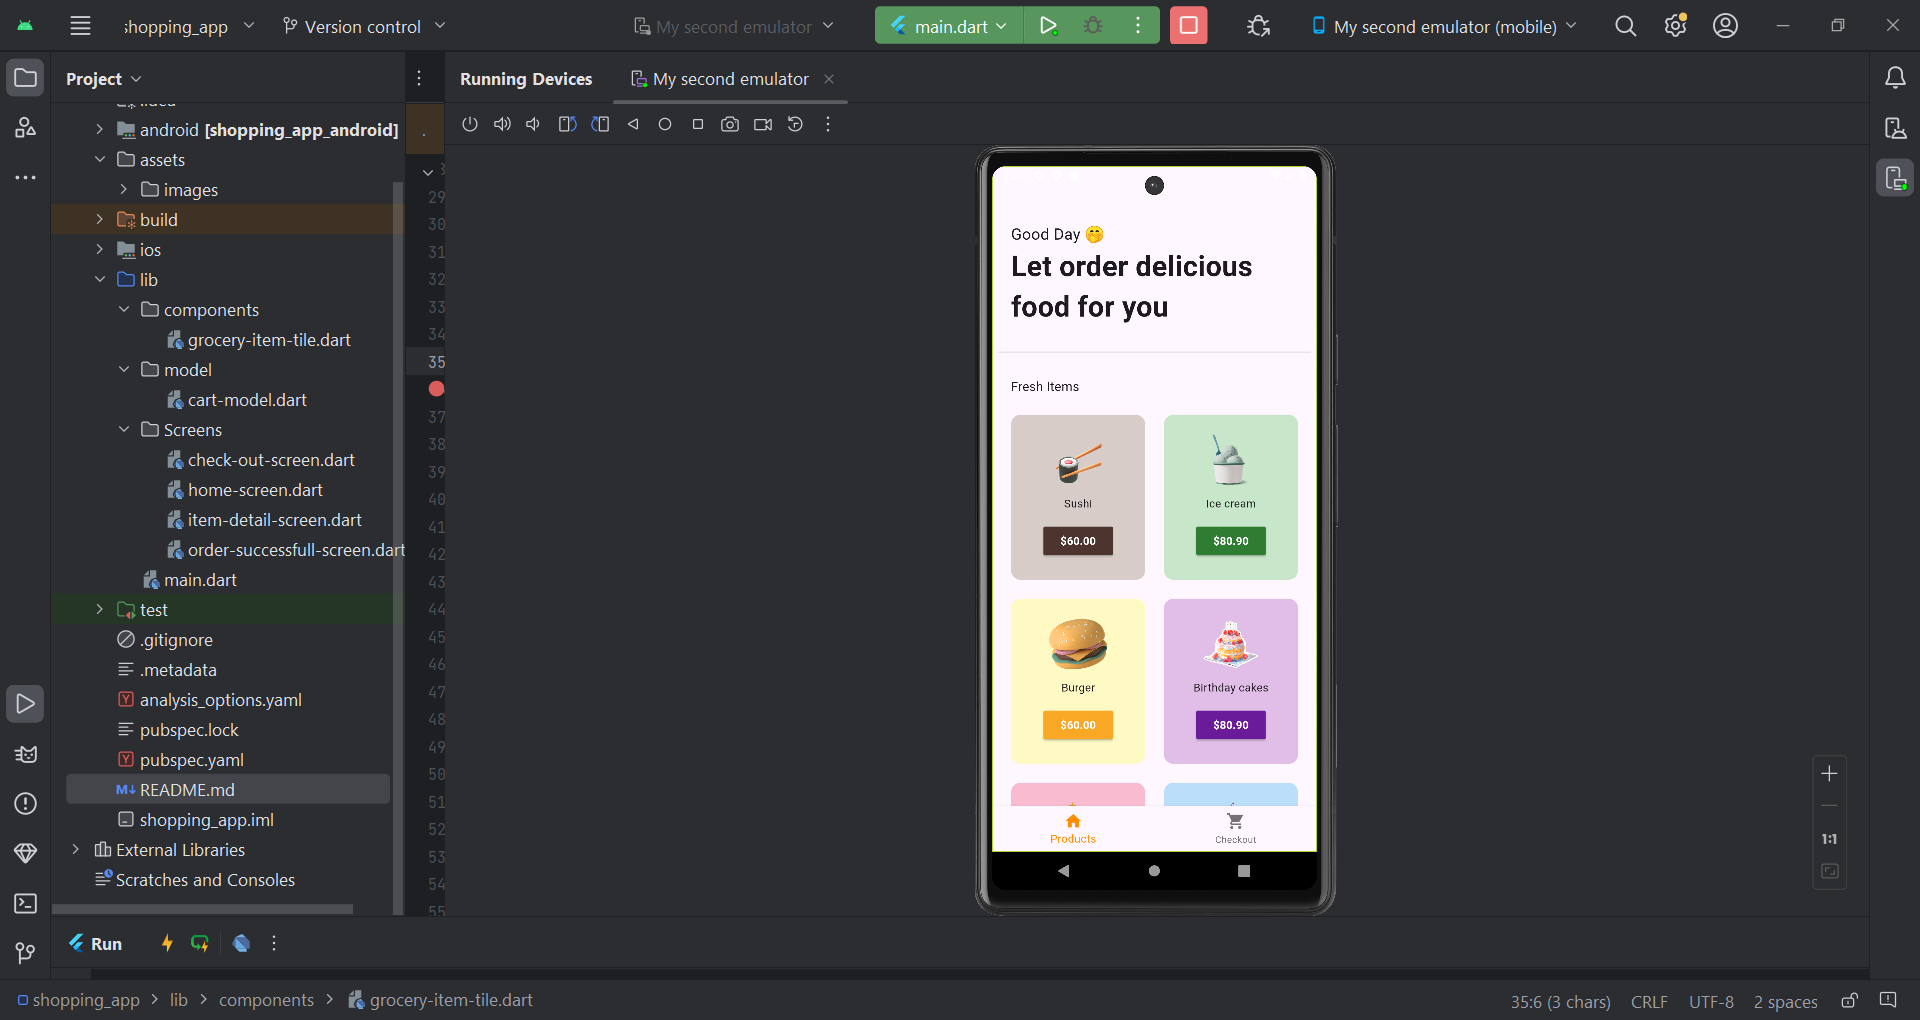 shopping_app
Version control
My second emulator
main.dart
My second emulator (mobile)
Project
Running Devices
My second emulator
android [shopping_app_android]
assets
images
build
ios
lib
components
grocery-item-tile.dart
model
cart-model.dart
Screens
check-out-screen.dart
home-screen.dart
item-detail-screen.dart
order-successfull-screen.dart
main.dart
test
.gitignore
.metadata
analysis_options.yaml
pubspec.lock
pubspec.yaml
M↓ README.md
shopping_app.iml
External Libraries
Scratches and Consoles
29
30
31
32
33
34
35
37
38
39
40
41
42
43
44
45
46
47
48
49
50
51
52
53
54
55
Good Day 🤭
Let order delicious
food for you
Fresh Items
Sushi
$60.00
Ice cream
$80.90
Burger
$60.00
Birthday cakes
$80.90
Products
Checkout
1:1
Run
shopping_app > lib > components > grocery-item-tile.dart
35:6 (3 chars)
CRLF
UTF-8
2 spaces